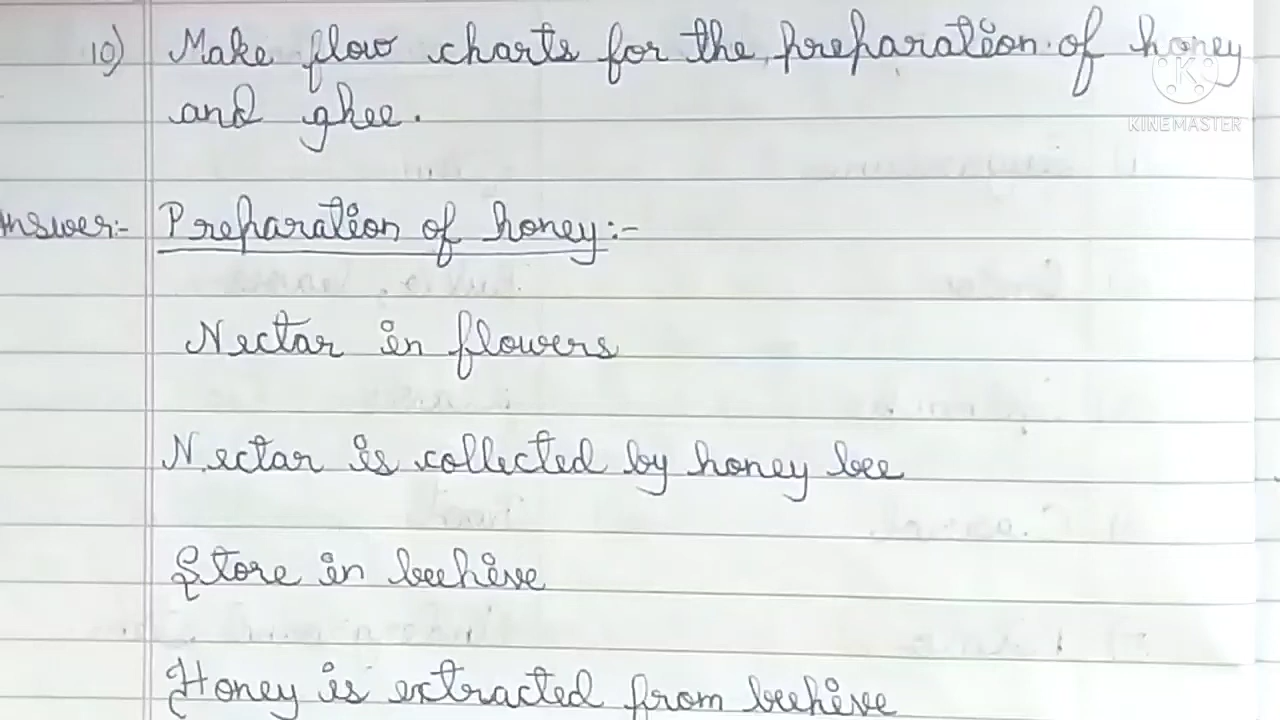 10) Make flow charts for the preparation of honey
and ghee.
K
KINEMASTER
nswer:- Preparation of honey:-
Nectar in flowers
Nectar is collected by honey bee
Store in beehive
Honey is extracted from beehive